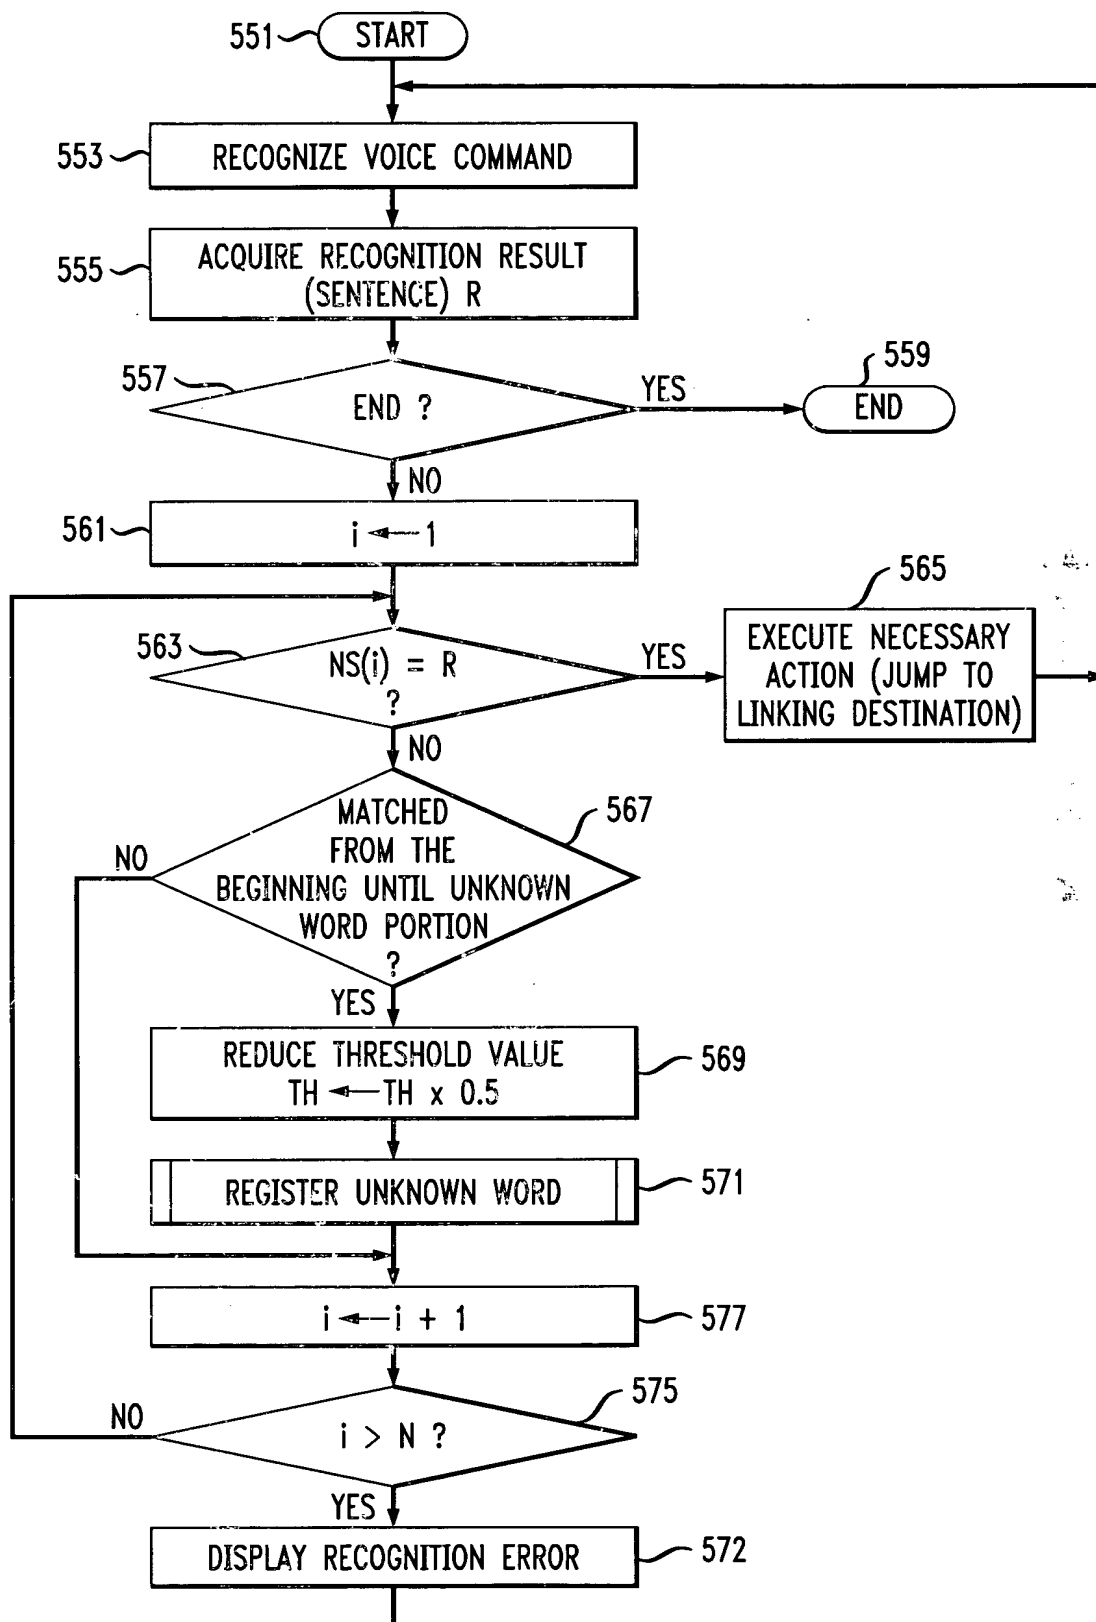 551
START
553
RECOGNIZE VOICE COMMAND
555
ACQUIRE RECOGNITION RESULT
(SENTENCE) R
557
END ?
YES
559
END
NO
561
i ← 1
563
NS(i) = R
?
YES
565
EXECUTE NECESSARY
ACTION (JUMP TO
LINKING DESTINATION)
NO
567
MATCHED
FROM THE
BEGINNING UNTIL UNKNOWN
WORD PORTION
?
NO
YES
569
REDUCE THRESHOLD VALUE
TH ← TH x 0.5
571
REGISTER UNKNOWN WORD
577
i ← i + 1
575
i > N ?
NO
YES
572
DISPLAY RECOGNITION ERROR